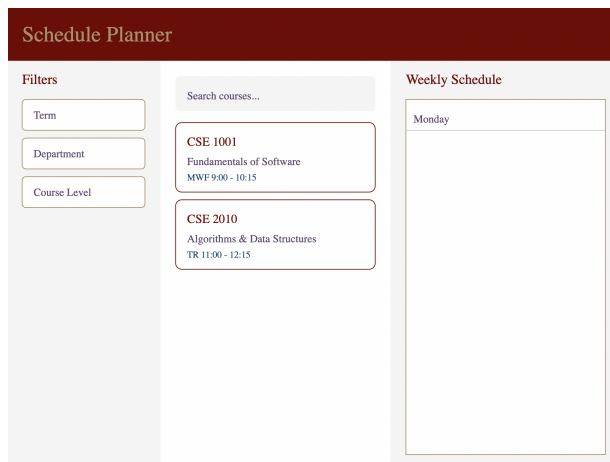 Schedule Planner
Filters
Term
Department
Course Level
Search courses...
CSE 1001
Fundamentals of Software
MWF 9:00 - 10:15
CSE 2010
Algorithms & Data Structures
TR 11:00 - 12:15
Weekly Schedule
Monday